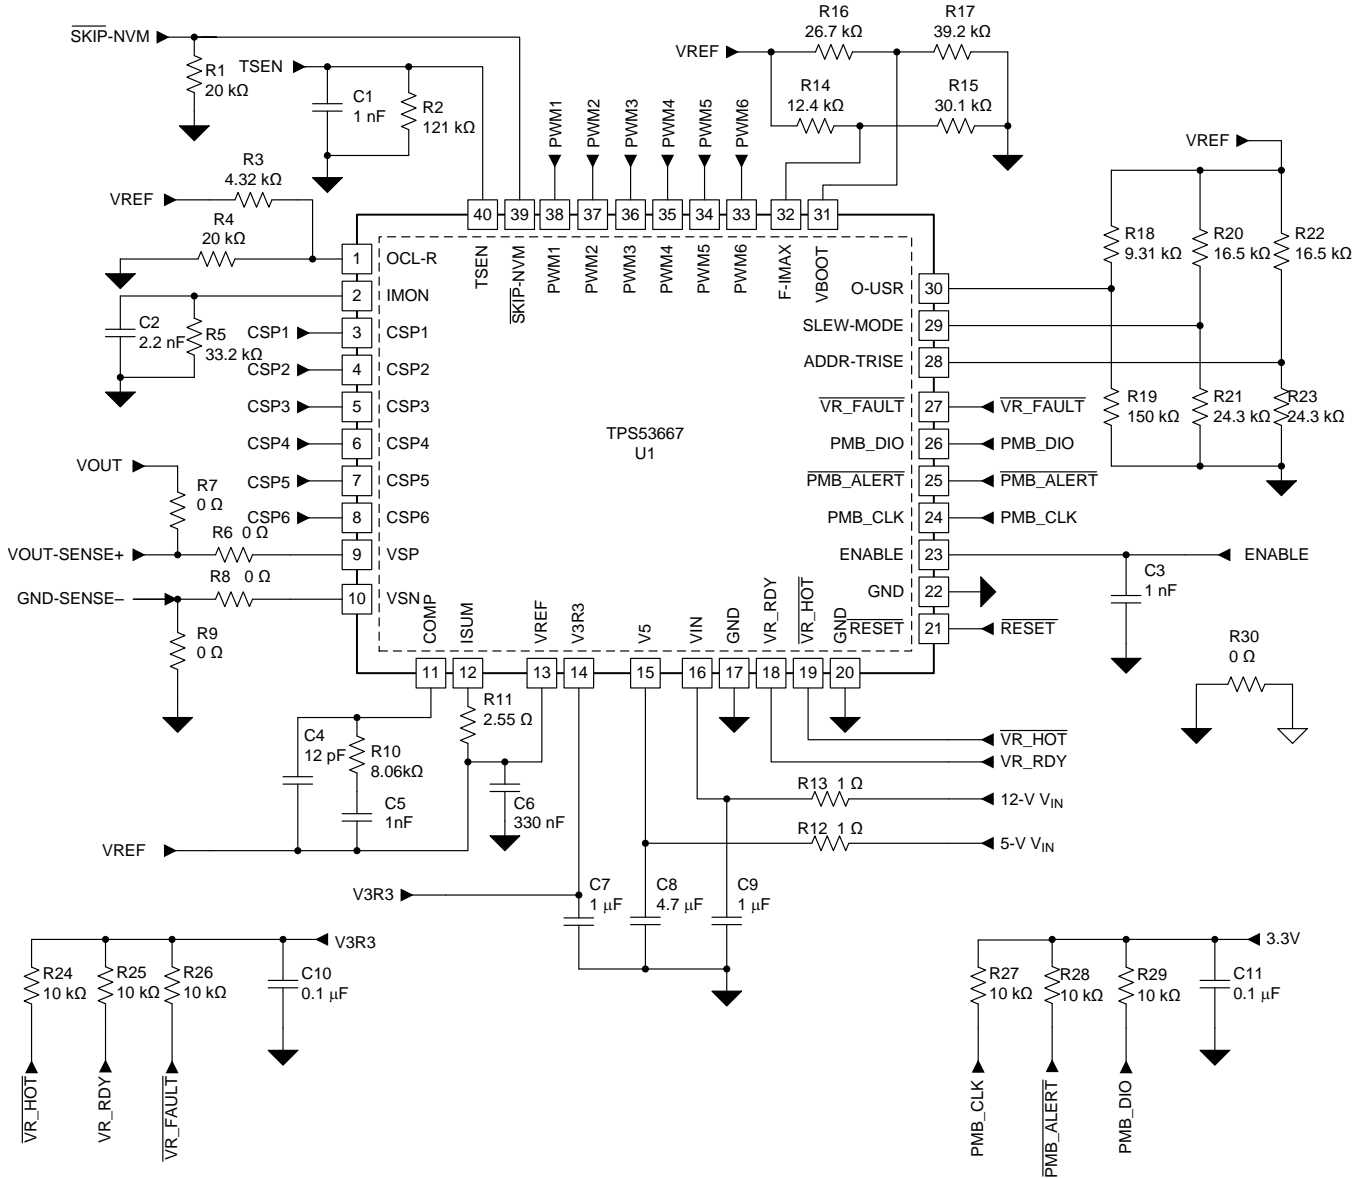 SKIP-NVM
R1
20 kΩ
TSEN
C1
1 nF
R2
121 kΩ
R3
4.32 kΩ
VREF
R4
20 kΩ
PWM1
PWM2
PWM3
PWM4
PWM5
PWM6
R16
26.7 kΩ
R17
39.2 kΩ
VREF
R14
12.4 kΩ
R15
30.1 kΩ
VREF
R18
9.31 kΩ
R20
16.5 kΩ
R22
16.5 kΩ
R19
150 kΩ
R21
24.3 kΩ
R23
24.3 kΩ
40
39
38
37
36
35
34
33
32
31
TSEN
SKIP-NVM
PWM1
PWM2
PWM3
PWM4
PWM5
PWM6
F-IMAX
VBOOT
1
OCL-R
2
IMON
3
CSP1
4
CSP2
5
CSP3
6
CSP4
7
CSP5
8
CSP6
9
VSP
10
VSN
C2
2.2 nF
R5
33.2 kΩ
CSP1
CSP2
CSP3
CSP4
CSP5
CSP6
VOUT
R7
0 Ω
R6 0 Ω
VOUT-SENSE+
R8 0 Ω
GND-SENSE–
R9
0 Ω
TPS53667
U1
O-USR
30
SLEW-MODE
29
ADDR-TRISE
28
VR_FAULT
27
VR_FAULT
PMB_DIO
26
PMB_DIO
PMB_ALERT
25
PMB_ALERT
PMB_CLK
24
PMB_CLK
ENABLE
23
ENABLE
GND
22
RESET
21
RESET
C3
1 nF
R30
0 Ω
COMP
ISUM
VREF
V3R3
V5
VIN
GND
VR_RDY
VR_HOT
GND
11
12
13
14
15
16
17
18
19
20
R11
2.55 Ω
C4
12 pF
R10
8.06kΩ
C5
1nF
C6
330 nF
VREF
VR_HOT
VR_RDY
R13 1 Ω
12-V VIN
R12 1 Ω
5-V VIN
V3R3
C7
1 µF
C8
4.7 µF
C9
1 µF
V3R3
R24
10 kΩ
R25
10 kΩ
R26
10 kΩ
C10
0.1 µF
VR_HOT
VR_RDY
VR_FAULT
3.3V
R27
10 kΩ
R28
10 kΩ
R29
10 kΩ
C11
0.1 µF
PMB_CLK
PMB_ALERT
PMB_DIO